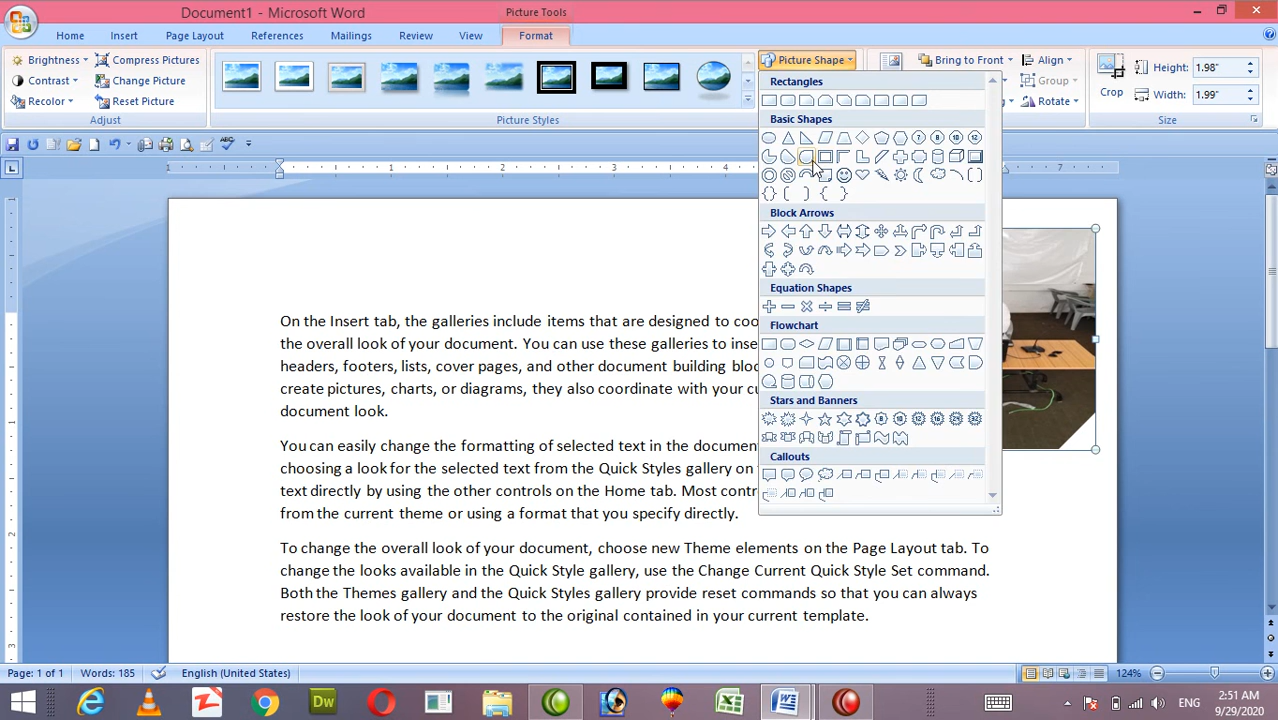 Document1 - Microsoft Word
Picture Tools
Home
Insert
Page Layout
References
Mailings
Review
View
Format
Brightness
Contrast
Recolor
Compress Pictures
Change Picture
Reset Picture
Adjust
Picture Styles
Picture Shape
Bring to Front
Align
Group
Rotate
Crop
Height: 1.98"
Width: 1.99"
Size
Rectangles
Basic Shapes
Block Arrows
Equation Shapes
Flowchart
Stars and Banners
Callouts
On the Insert tab, the galleries include items that are designed to coo
the overall look of your document. You can use these galleries to inse
headers, footers, lists, cover pages, and other document building bloc
create pictures, charts, or diagrams, they also coordinate with your cu
document look.
You can easily change the formatting of selected text in the documen
choosing a look for the selected text from the Quick Styles gallery on
text directly by using the other controls on the Home tab. Most contr
from the current theme or using a format that you specify directly.
To change the overall look of your document, choose new Theme elements on the Page Layout tab. To
change the looks available in the Quick Style gallery, use the Change Current Quick Style Set command.
Both the Themes gallery and the Quick Styles gallery provide reset commands so that you can always
restore the look of your document to the original contained in your current template.
Page: 1 of 1
Words: 185
English (United States)
124%
Dw
ENG
2:51 AM
9/29/2020